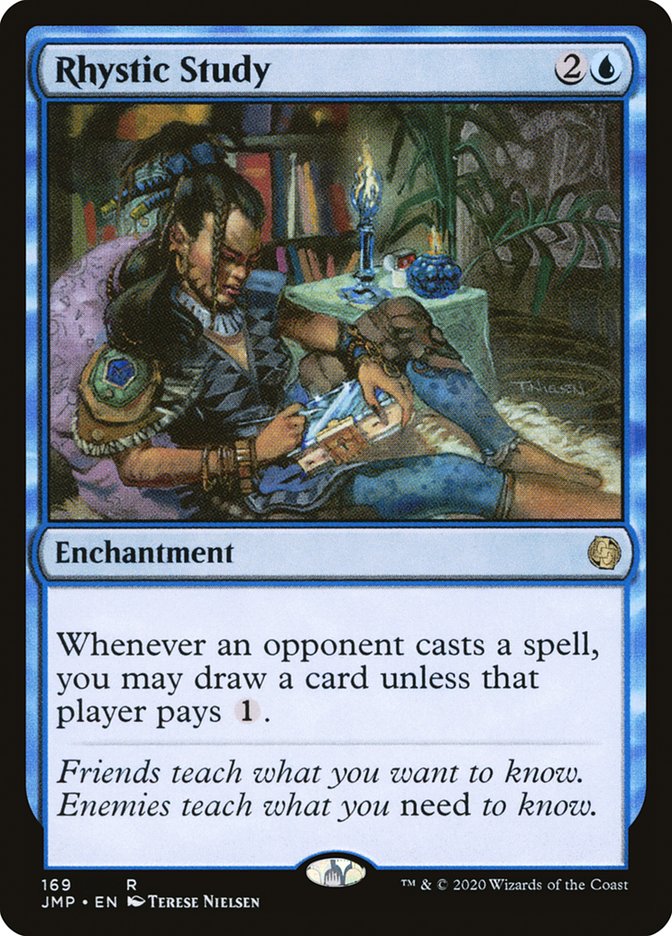 Rhystic Study 2
T. NIELSEN
Enchantment
Whenever an opponent casts a spell,
you may draw a card unless that
player pays 1.
Friends teach what you want to know.
Enemies teach what you need to know.
169 R
JMP • EN TERESE NIELSEN
™ & © 2020 Wizards of the Coast